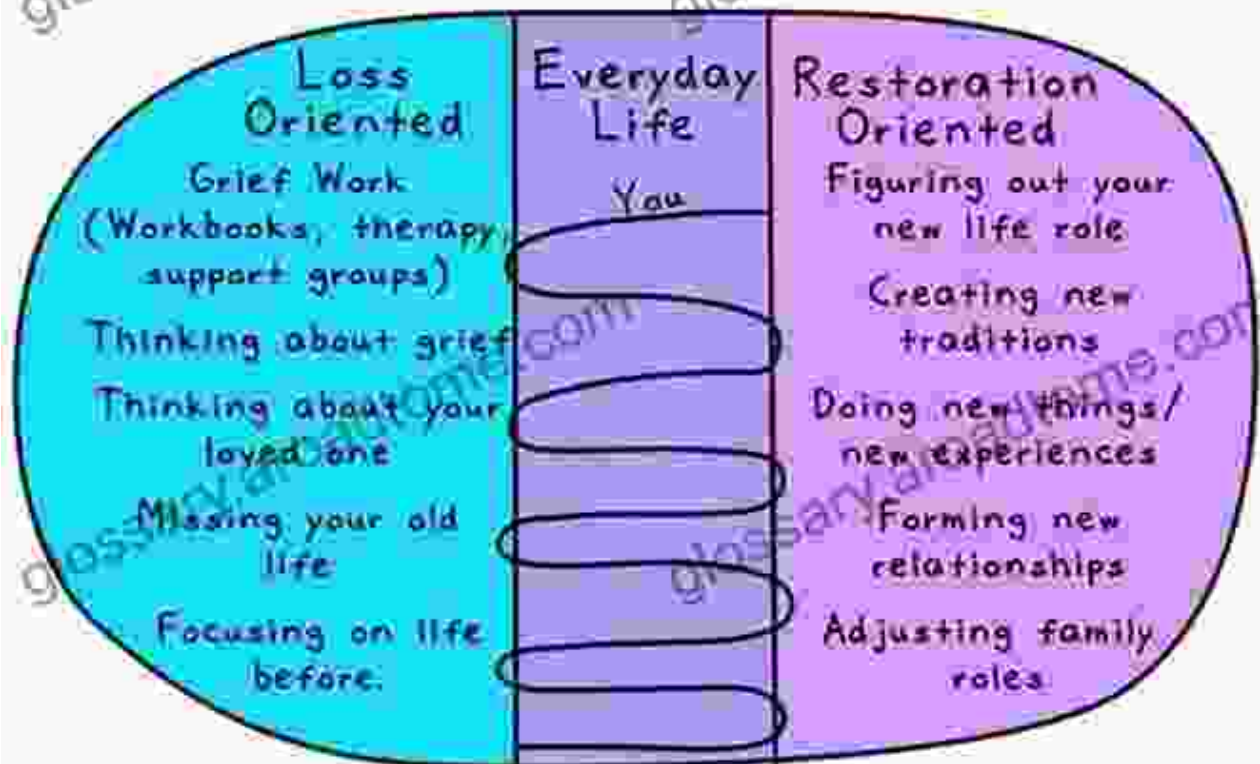 Loss
Oriented
Grief Work
(Workbooks, therapy,
support groups)
Thinking about grief
Thinking about your
loved one
Missing your old
life
Focusing on life
before.
Everyday
Life
You
Restoration
Oriented
Figuring out your
new life role
Creating new
traditions
Doing new things/
new experiences
Forming new
relationships
Adjusting family
roles